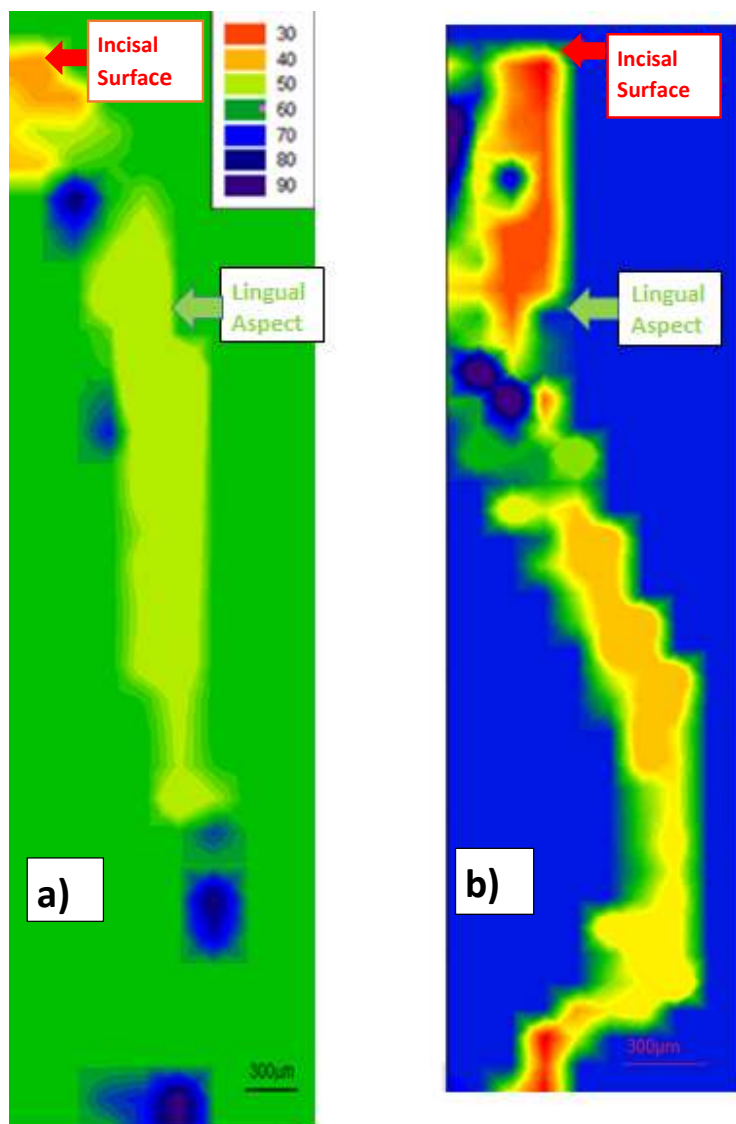 Incisal
Surface
30
40
50
60
70
80
90
Lingual
Aspect
a)
300µm
Incisal
Surface
Lingual
Aspect
b)
300µm